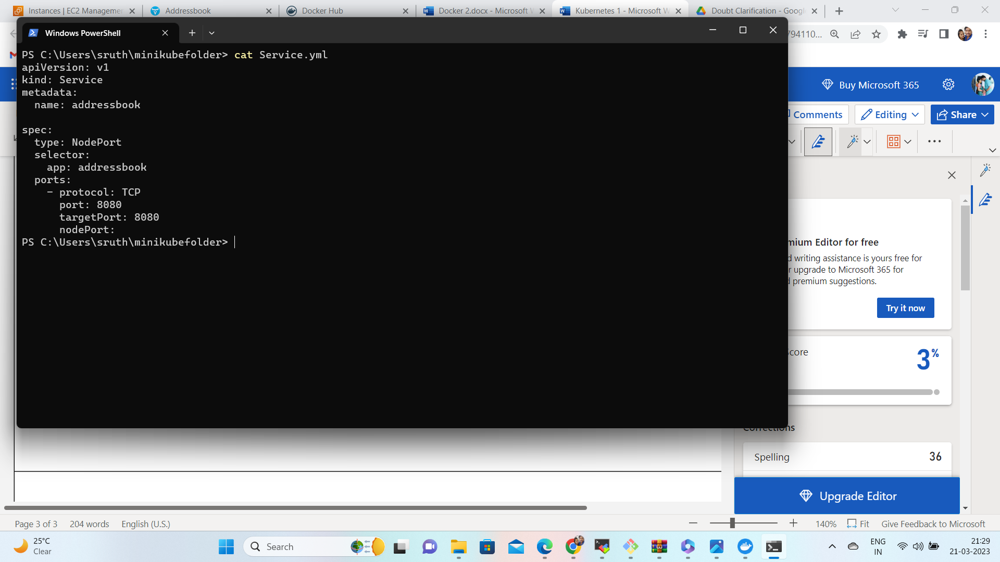 Instances | EC2 Managemen
Addressbook
Docker Hub
Docker 2.docx - Microsoft W
Kubernetes 1 - Microsoft W
Doubt Clarification - Google
Windows PowerShell
794110...
PS C:\Users\sruth\minikubefolder> cat Service.yml
apiVersion: v1
kind: Service
metadata:
  name: addressbook

spec:
  type: NodePort
  selector:
    app: addressbook
  ports:
    - protocol: TCP
      port: 8080
      targetPort: 8080
      nodePort:
PS C:\Users\sruth\minikubefolder>
Buy Microsoft 365
Comments
Editing
Share
mium Editor for free
d writing assistance is yours free for
r upgrade to Microsoft 365 for
d premium suggestions.
Try it now
Score
3%
Corrections
Spelling 36
Upgrade Editor
Page 3 of 3 204 words English (U.S.)
140% Fit Give Feedback to Microsoft
25°C
Clear
Search
ENG
IN
21:29
21-03-2023